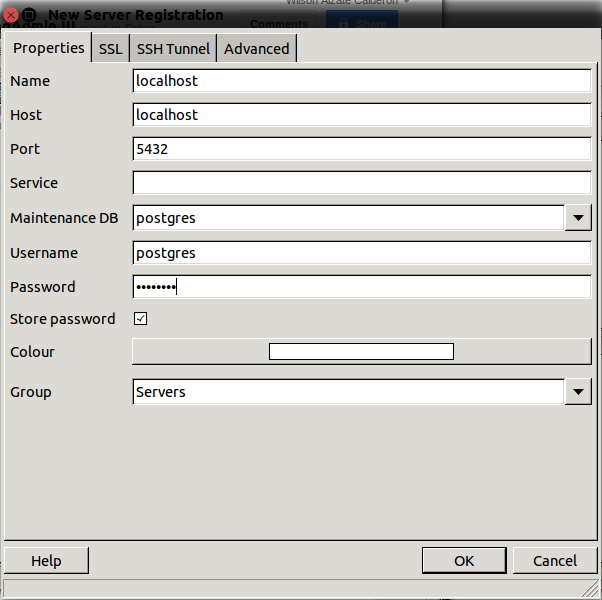 Wilson Alzate Calderon
New Server Registration
Comments
Share
Properties
SSL
SSH Tunnel
Advanced
Name
localhost
Host
localhost
Port
5432
Service
Maintenance DB
postgres
Username
postgres
Password
••••••••
Store password
Colour
Group
Servers
Help
OK
Cancel